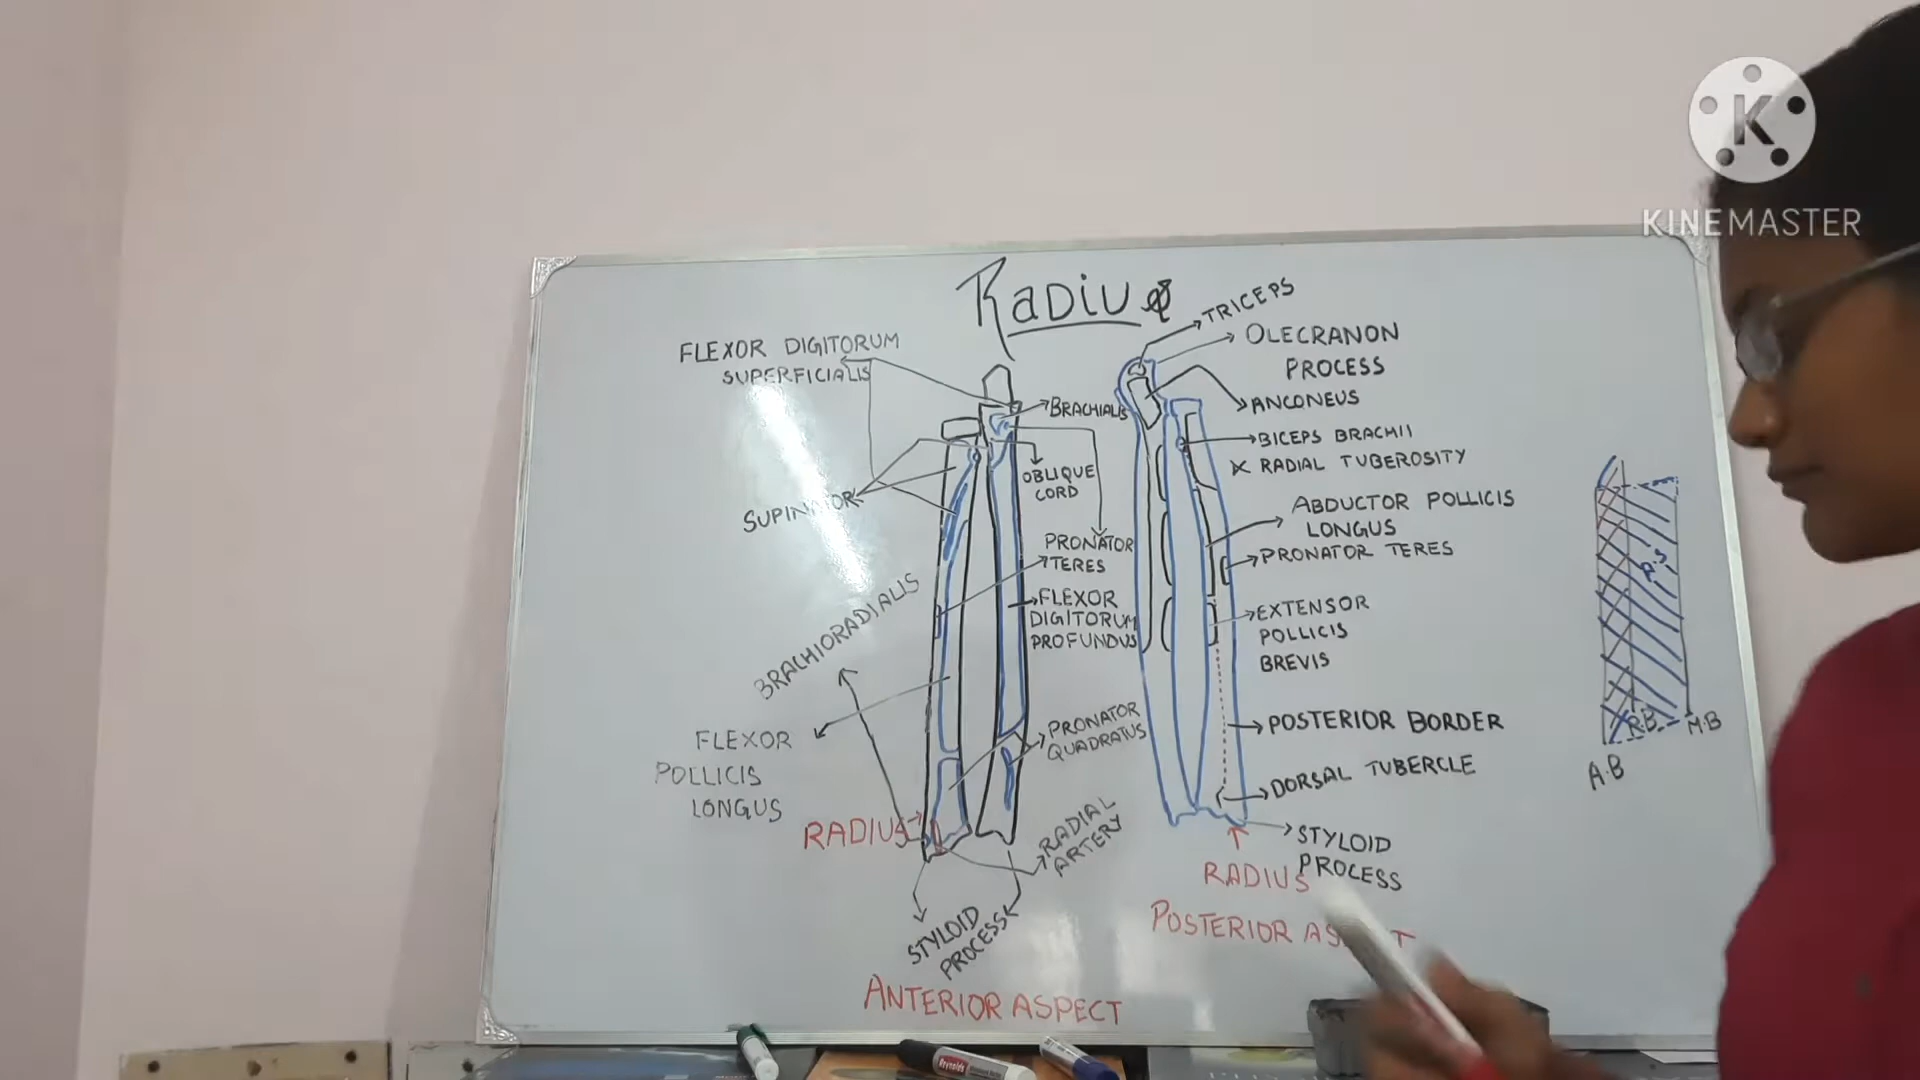 K
KINEMASTER
Radius
TRICEPS
OLECRANON
PROCESS
ANCONEUS
FLEXOR DIGITORUM
SUPERFICIALIS
BRACHIALIS
BICEPS BRACHII
RADIAL TUBEROSITY
OBLIQUE
CORD
SUPINATOR
ABDUCTOR POLLICIS
LONGUS
PRONATOR
TERES
PRONATOR TERES
R.S
BRACHIORADIALIS
FLEXOR
DIGITORUM
PROFUNDUS
EXTENSOR
POLLICIS
BREVIS
FLEXOR
POLLICIS
LONGUS
PRONATOR
QUADRATUS
POSTERIOR BORDER
R.B
M.B
A.B
DORSAL TUBERCLE
RADIUS
RADIAL
ARTERY
STYLOID
PROCESS
RADIUS
STYLOID
PROCESS
POSTERIOR
ANTERIOR ASPECT
Reynolds